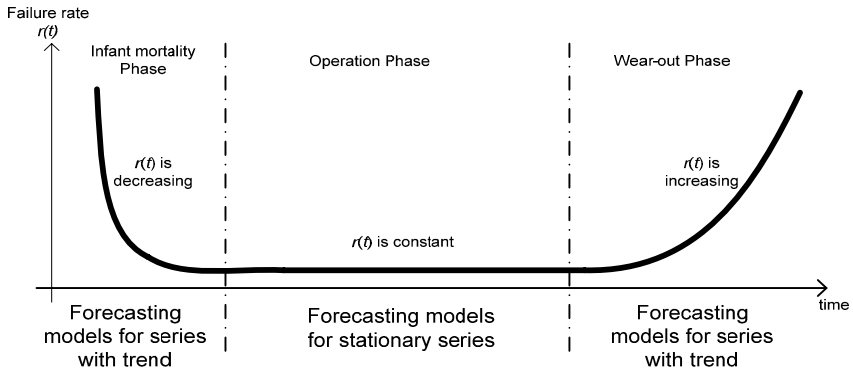 Failure rate
r(t)
Infant mortality
Phase
Operation Phase
Wear-out Phase
r(t) is
decreasing
r(t) is constant
r(t) is
increasing
time
Forecasting
models for series
with trend
Forecasting models
for stationary series
Forecasting
models for series
with trend